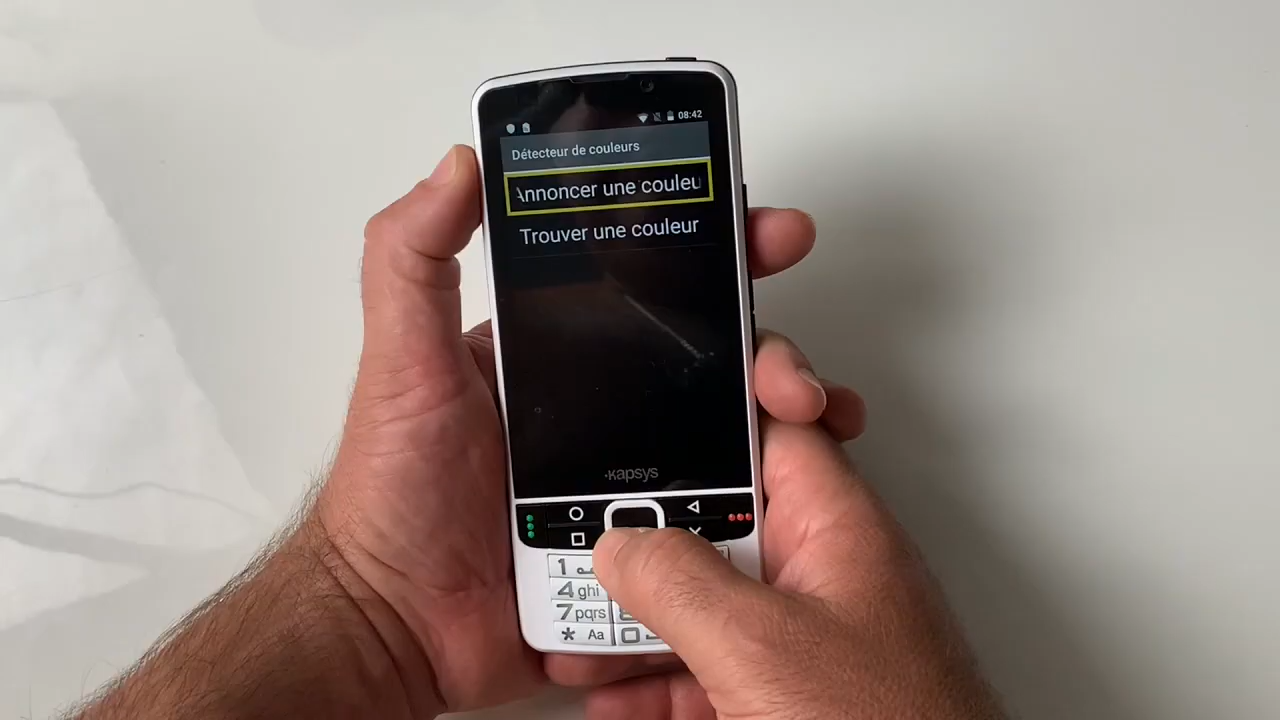 08:42
Détecteur de couleurs
Annoncer une couleu
Trouver une couleur
Kapsys
1
4 ghi
7 pqrs
* Aa